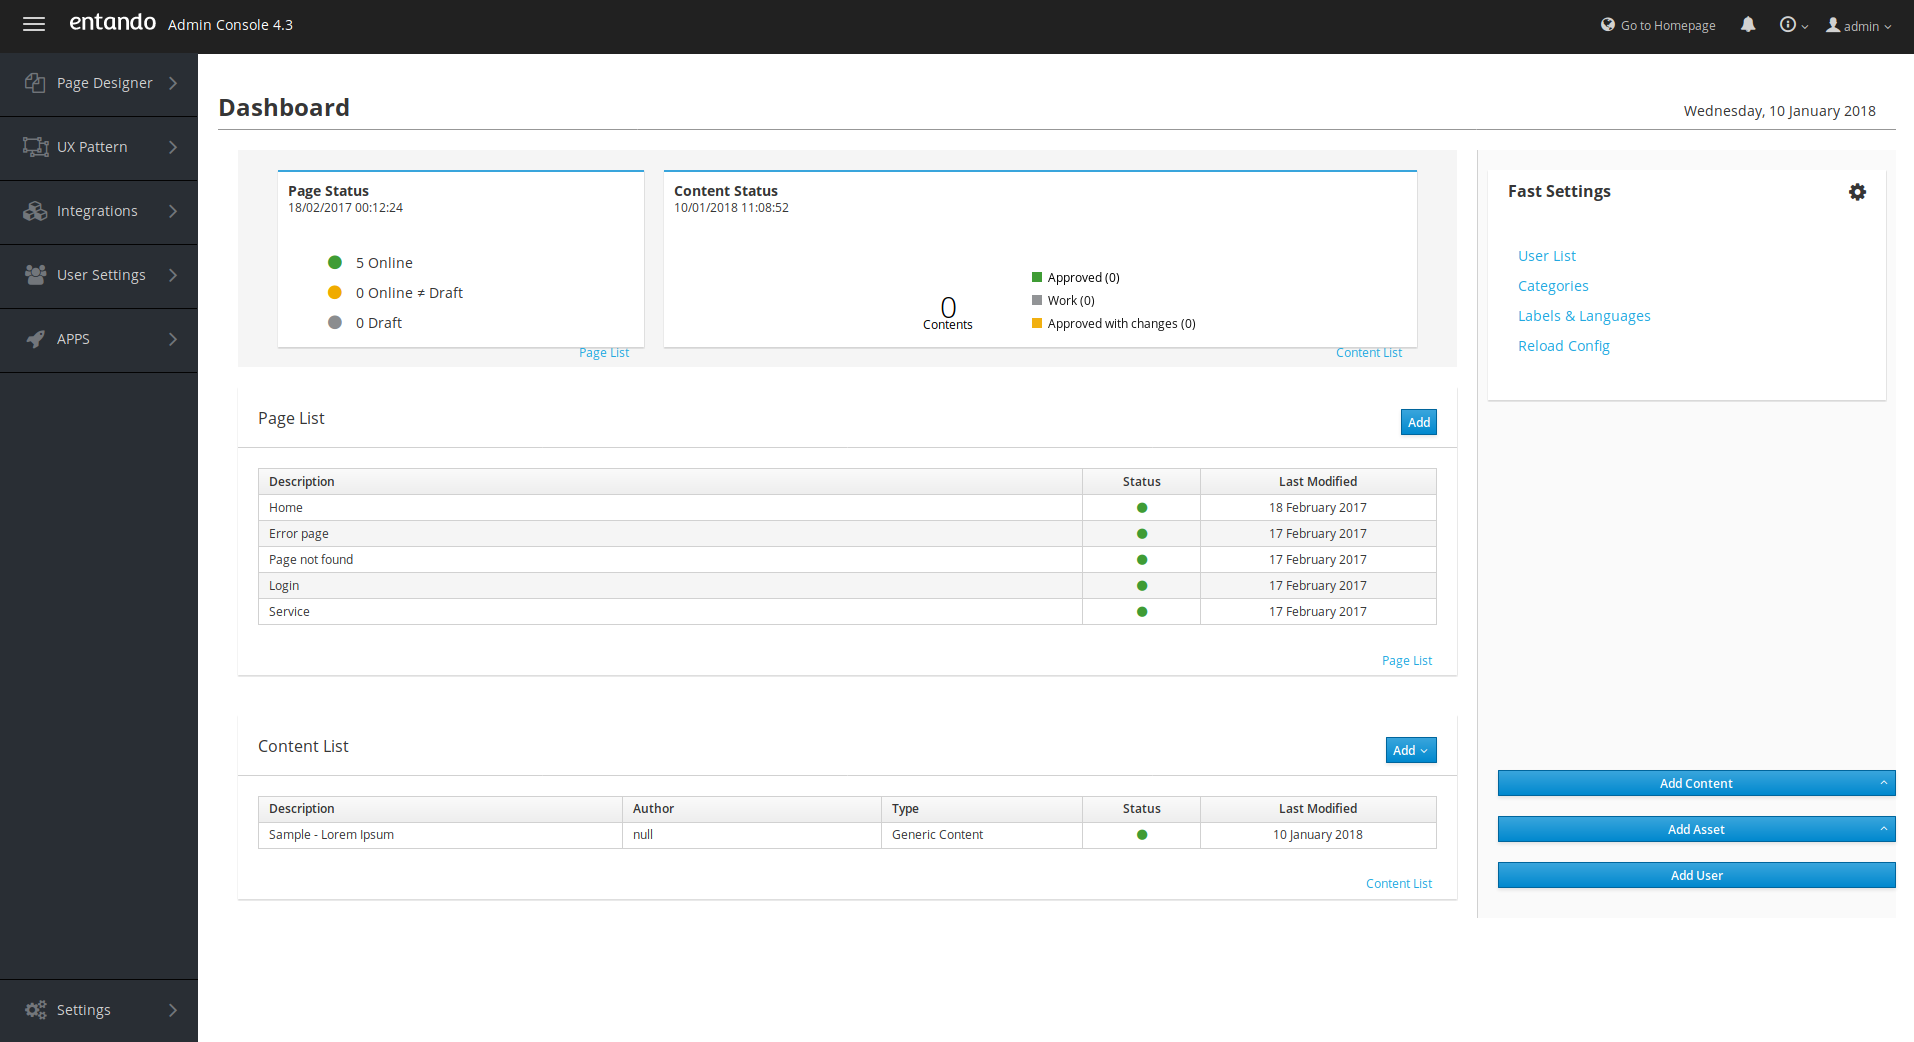 entando Admin Console 4.3
Go to Homepage
admin
Page Designer
UX Pattern
Integrations
User Settings
APPS
Settings
Dashboard
Wednesday, 10 January 2018
Page Status
18/02/2017 00:12:24
5 Online
0 Online ≠ Draft
0 Draft
Page List
Content Status
10/01/2018 11:08:52
0
Contents
Approved (0)
Work (0)
Approved with changes (0)
Content List
Page List
Add
Description Status Last Modified
Home 18 February 2017
Error page 17 February 2017
Page not found 17 February 2017
Login 17 February 2017
Service 17 February 2017
Page List
Content List
Add
Description Author Type Status Last Modified
Sample - Lorem Ipsum null Generic Content 10 January 2018
Content List
Fast Settings
User List
Categories
Labels & Languages
Reload Config
Add Content
Add Asset
Add User